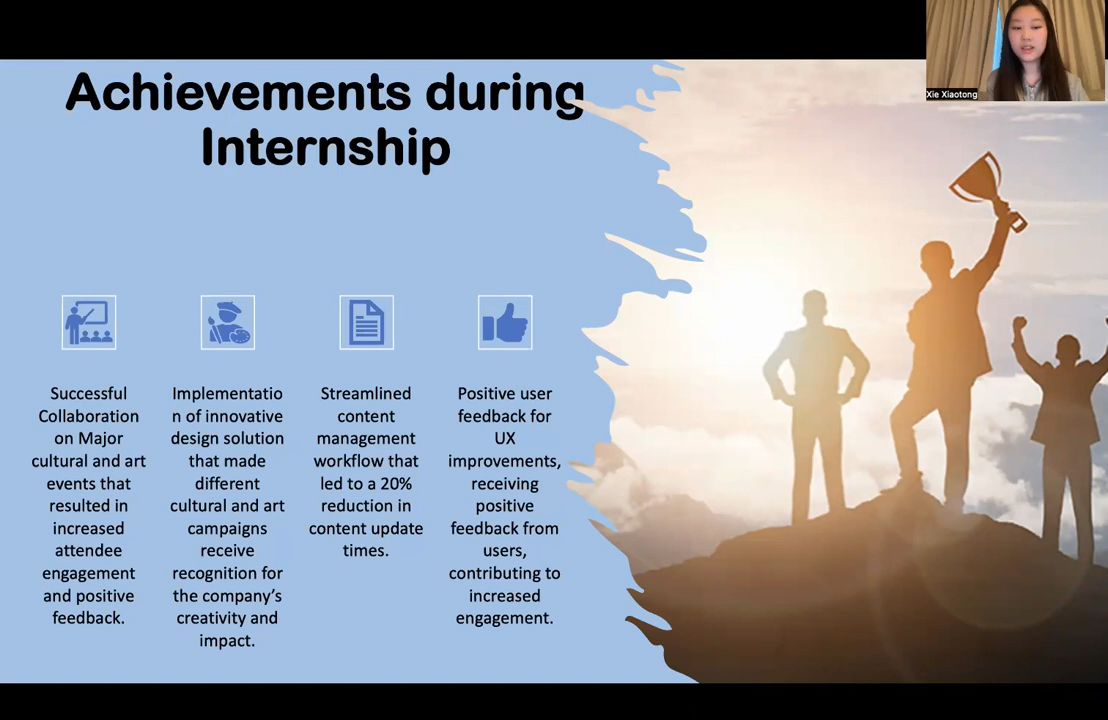 Xie Xiaotong
Achievements during
Internship
Successful
Collaboration
on Major
cultural and art
events that
resulted in
increased
attendee
engagement
and positive
feedback.
Implementatio
n of innovative
design solution
that made
different
cultural and art
campaigns
receive
recognition for
the company's
creativity and
impact.
Streamlined
content
management
workflow that
led to a 20%
reduction in
content update
times.
Positive user
feedback for
UX
improvements,
receiving
positive
feedback from
users,
contributing to
increased
engagement.